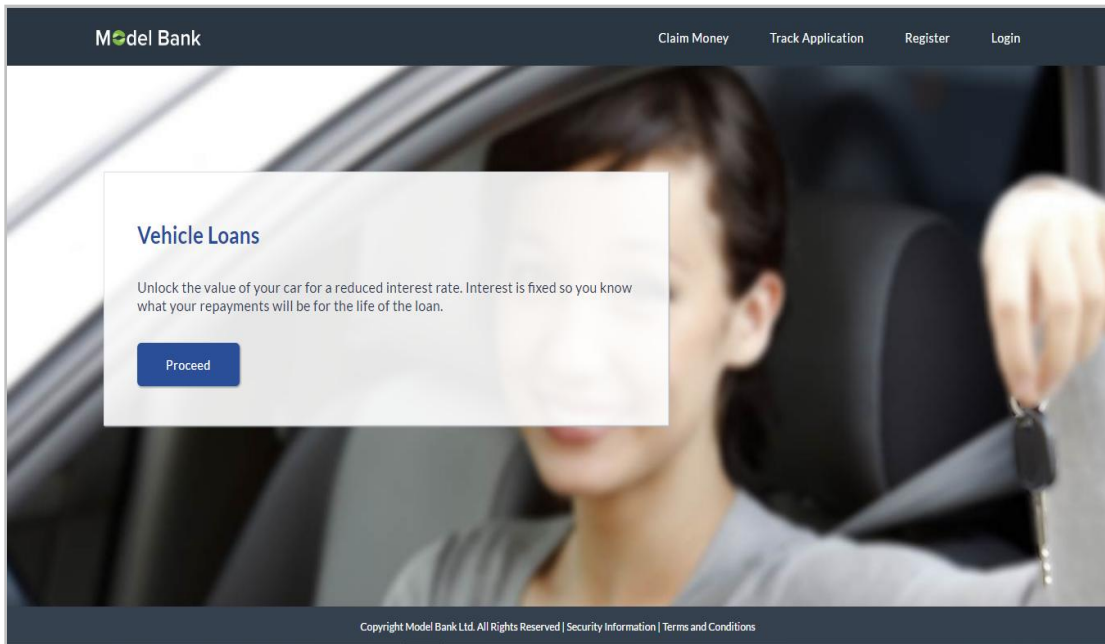 Model Bank
Claim Money
Track Application
Register
Login
Vehicle Loans
Unlock the value of your car for a reduced interest rate. Interest is fixed so you know
what your repayments will be for the life of the loan.
Proceed
Copyright Model Bank Ltd. All Rights Reserved | Security Information | Terms and Conditions